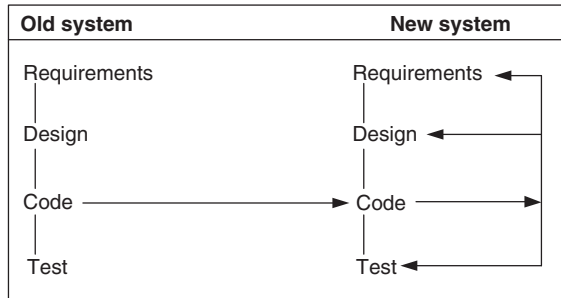 Old system New system
Requirements Requirements
Design Design
Code Code
Test Test